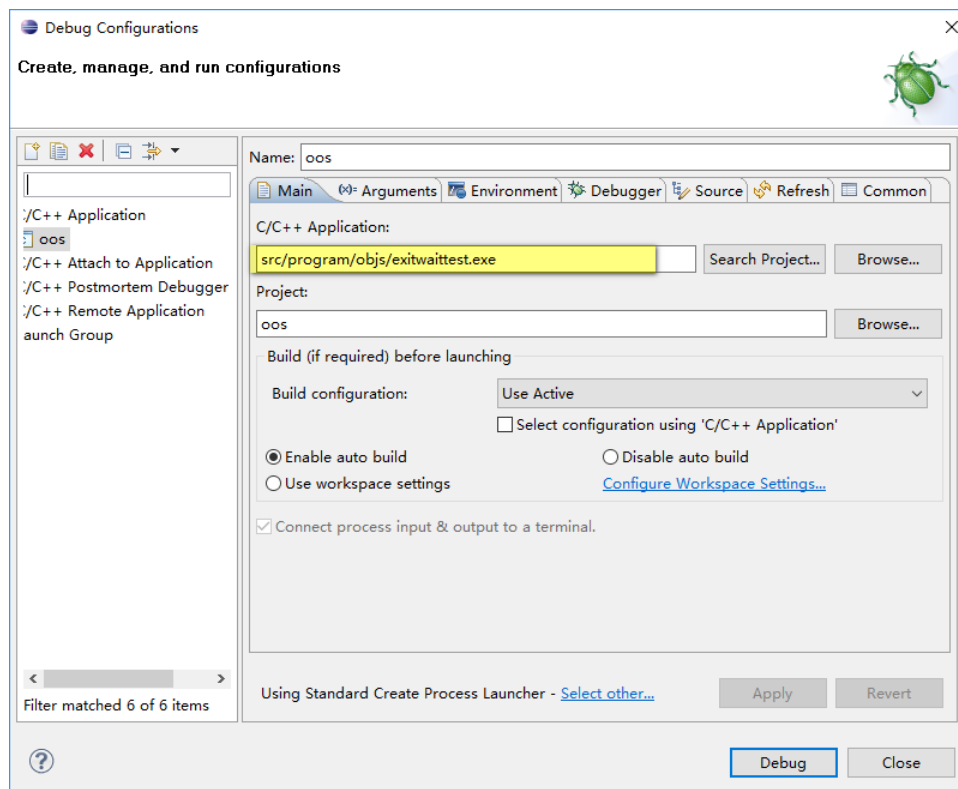 Debug Configurations
Create, manage, and run configurations
Name: oos
Main (x)= Arguments Environment Debugger Source Refresh Common
C/C++ Application:
src/program/objs/exitwaittest.exe Search Project... Browse...
Project:
oos Browse...
Build (if required) before launching
Build configuration: Use Active
Select configuration using 'C/C++ Application'
Enable auto build Disable auto build
Use workspace settings Configure Workspace Settings...
Connect process input & output to a terminal.
:/C++ Application
oos
:/C++ Attach to Application
:/C++ Postmortem Debugger
:/C++ Remote Application
aunch Group
Filter matched 6 of 6 items
Using Standard Create Process Launcher - Select other... Apply Revert
? Debug Close